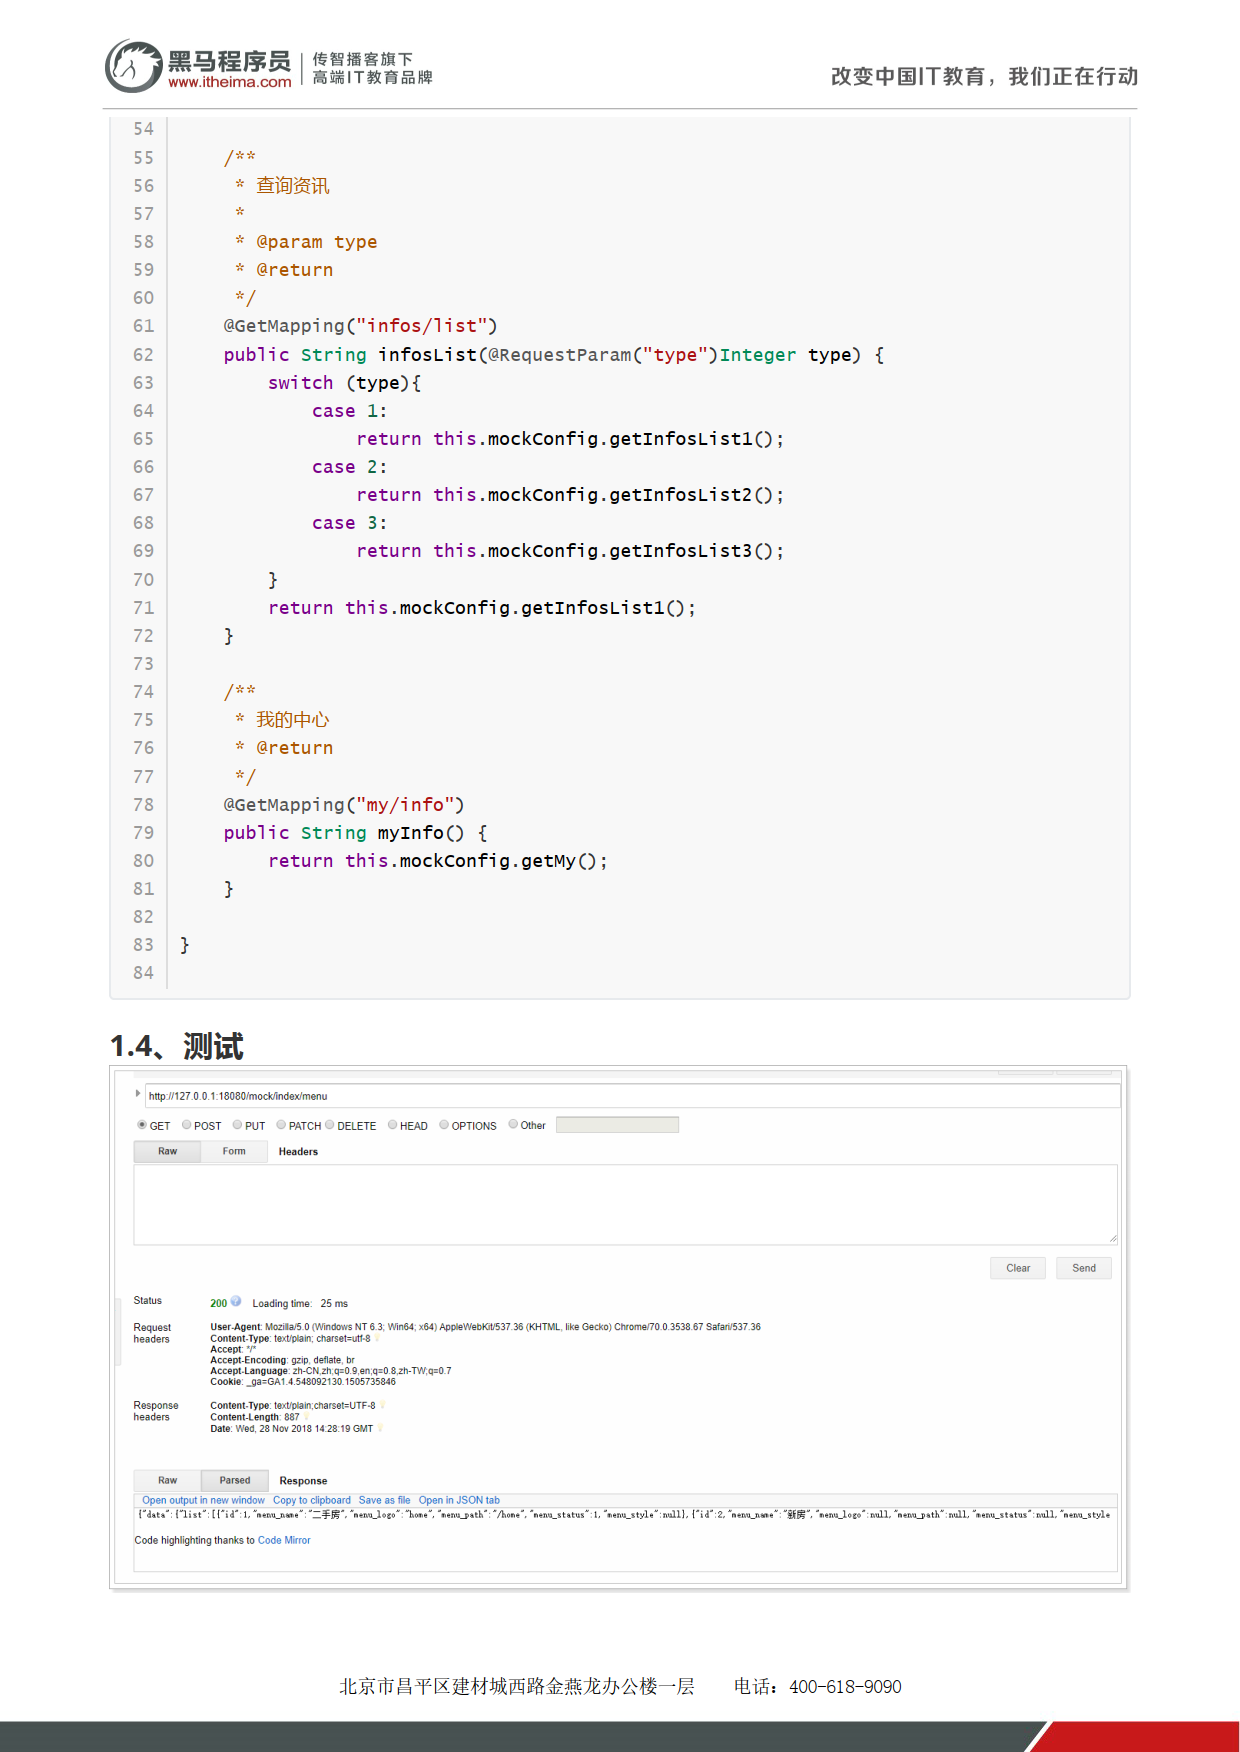 黑马程序员
www.itheima.com
传智播客旗下
高端IT教育品牌
改变中国IT教育，我们正在行动
54
55     /**
56      * 查询资讯
57      *
58      * @param type
59      * @return
60      */
61     @GetMapping("infos/list")
62     public String infosList(@RequestParam("type")Integer type) {
63         switch (type){
64             case 1:
65                 return this.mockConfig.getInfosList1();
66             case 2:
67                 return this.mockConfig.getInfosList2();
68             case 3:
69                 return this.mockConfig.getInfosList3();
70         }
71         return this.mockConfig.getInfosList1();
72     }
73
74     /**
75      * 我的中心
76      * @return
77      */
78     @GetMapping("my/info")
79     public String myInfo() {
80         return this.mockConfig.getMy();
81     }
82
83 }
84
1.4、测试
http://127.0.0.1:18080/mock/index/menu
GET POST PUT PATCH DELETE HEAD OPTIONS Other
Raw Form Headers
Clear Send
Status 200 Loading time: 25 ms
Request headers
User-Agent: Mozilla/5.0 (Windows NT 6.3; Win64; x64) AppleWebKit/537.36 (KHTML, like Gecko) Chrome/70.0.3538.67 Safari/537.36
Content-Type: text/plain; charset=utf-8
Accept: */*
Accept-Encoding: gzip, deflate, br
Accept-Language: zh-CN,zh;q=0.9,en;q=0.8,zh-TW;q=0.7
Cookie: _ga=GA1.4.548092130.1505735846
Response headers
Content-Type: text/plain;charset=UTF-8
Content-Length: 887
Date: Wed, 28 Nov 2018 14:28:19 GMT
Raw Parsed Response
Open output in new window Copy to clipboard Save as file Open in JSON tab
{"data":{"list":[{"id":1,"menu_name":"二手房","menu_logo":"home","menu_path":"/home","menu_status":1,"menu_style":null},{"id":2,"menu_name":"新房","menu_logo":null,"menu_path":null,"menu_status":null,"menu_style
Code highlighting thanks to Code Mirror
北京市昌平区建材城西路金燕龙办公楼一层 电话：400-618-9090